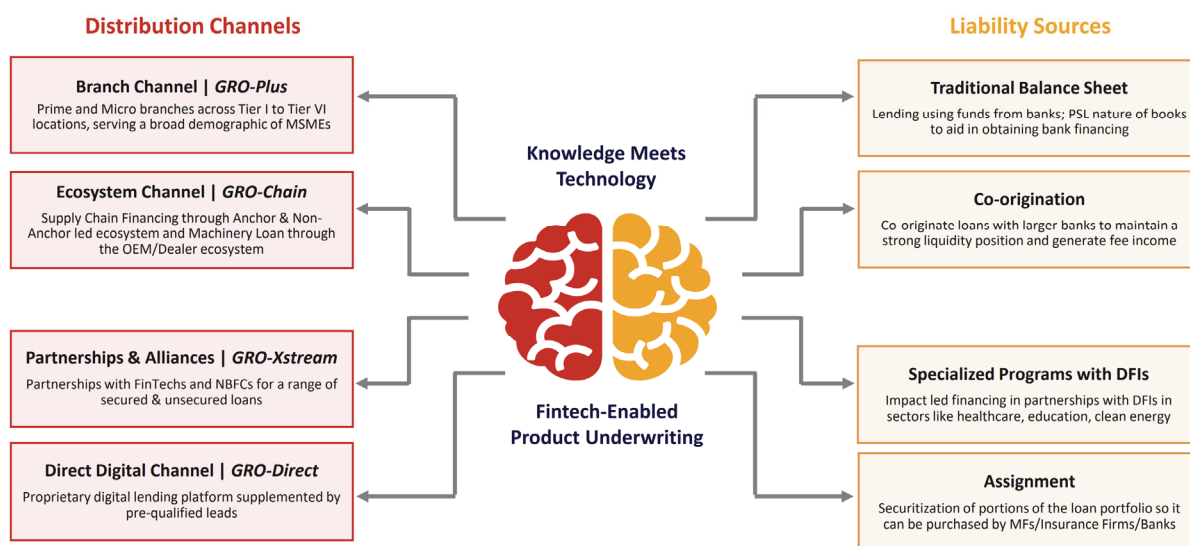 Distribution Channels
Branch Channel | GRO-Plus
Prime and Micro branches across Tier I to Tier VI
locations, serving a broad demographic of MSMEs
Ecosystem Channel | GRO-Chain
Supply Chain Financing through Anchor & Non-
Anchor led ecosystem and Machinery Loan through
the OEM/Dealer ecosystem
Partnerships & Alliances | GRO-Xstream
Partnerships with FinTechs and NBFCs for a range of
secured & unsecured loans
Direct Digital Channel | GRO-Direct
Proprietary digital lending platform supplemented by
pre-qualified leads
Knowledge Meets
Technology
Fintech-Enabled
Product Underwriting
Liability Sources
Traditional Balance Sheet
Lending using funds from banks; PSL nature of books
to aid in obtaining bank financing
Co-origination
Co-originate loans with larger banks to maintain a
strong liquidity position and generate fee income
Specialized Programs with DFIs
Impact led financing in partnerships with DFIs in
sectors like healthcare, education, clean energy
Assignment
Securitization of portions of the loan portfolio so it
can be purchased by MFs/Insurance Firms/Banks